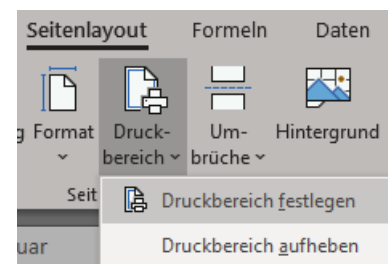 Seitenlayout Formeln Daten
g Format Druck- Um- Hintergrund
bereich brüche
Seit
Druckbereich festlegen
uar
Druckbereich aufheben